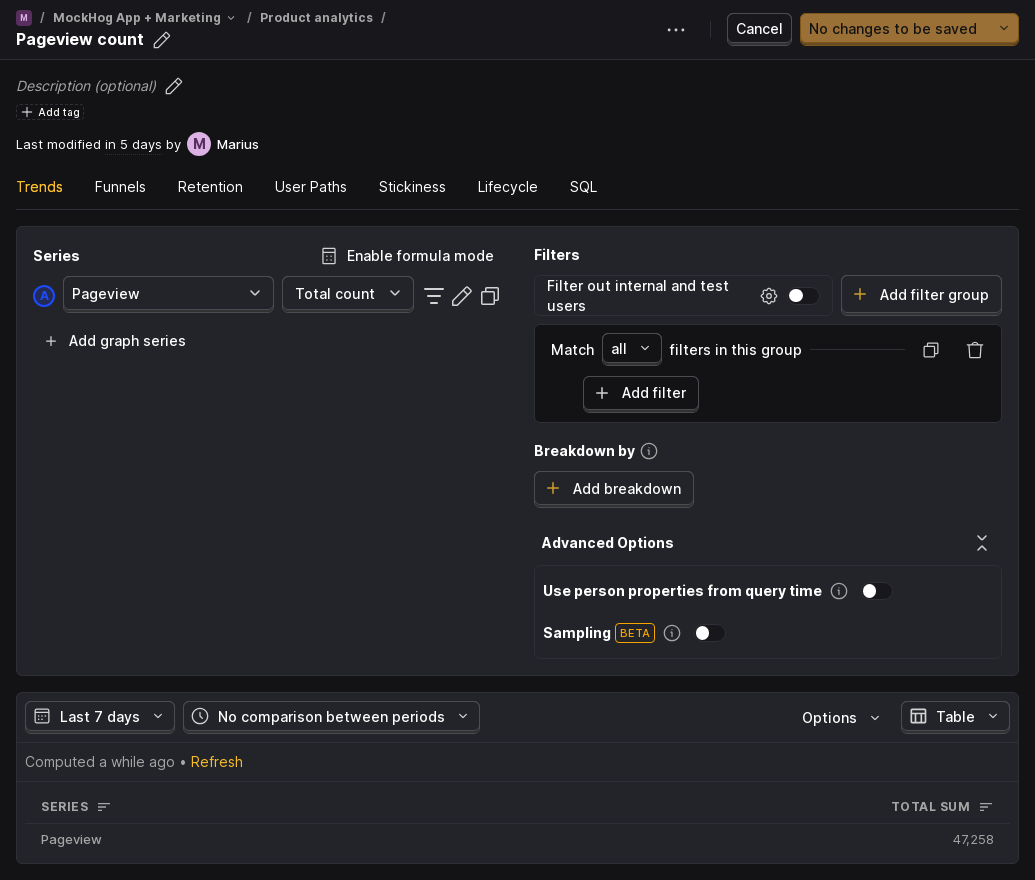 M / MockHog App + Marketing / Product analytics /
Pageview count
Cancel
No changes to be saved
Description (optional)
Add tag
Last modified in 5 days by M Marius
Trends Funnels Retention User Paths Stickiness Lifecycle SQL
Series
Enable formula mode
A Pageview Total count
Add graph series
Filters
Filter out internal and test
users
Add filter group
Match all filters in this group
Add filter
Breakdown by
Add breakdown
Advanced Options
Use person properties from query time
Sampling BETA
Last 7 days No comparison between periods Options Table
Computed a while ago • Refresh
SERIES TOTAL SUM
Pageview 47,258